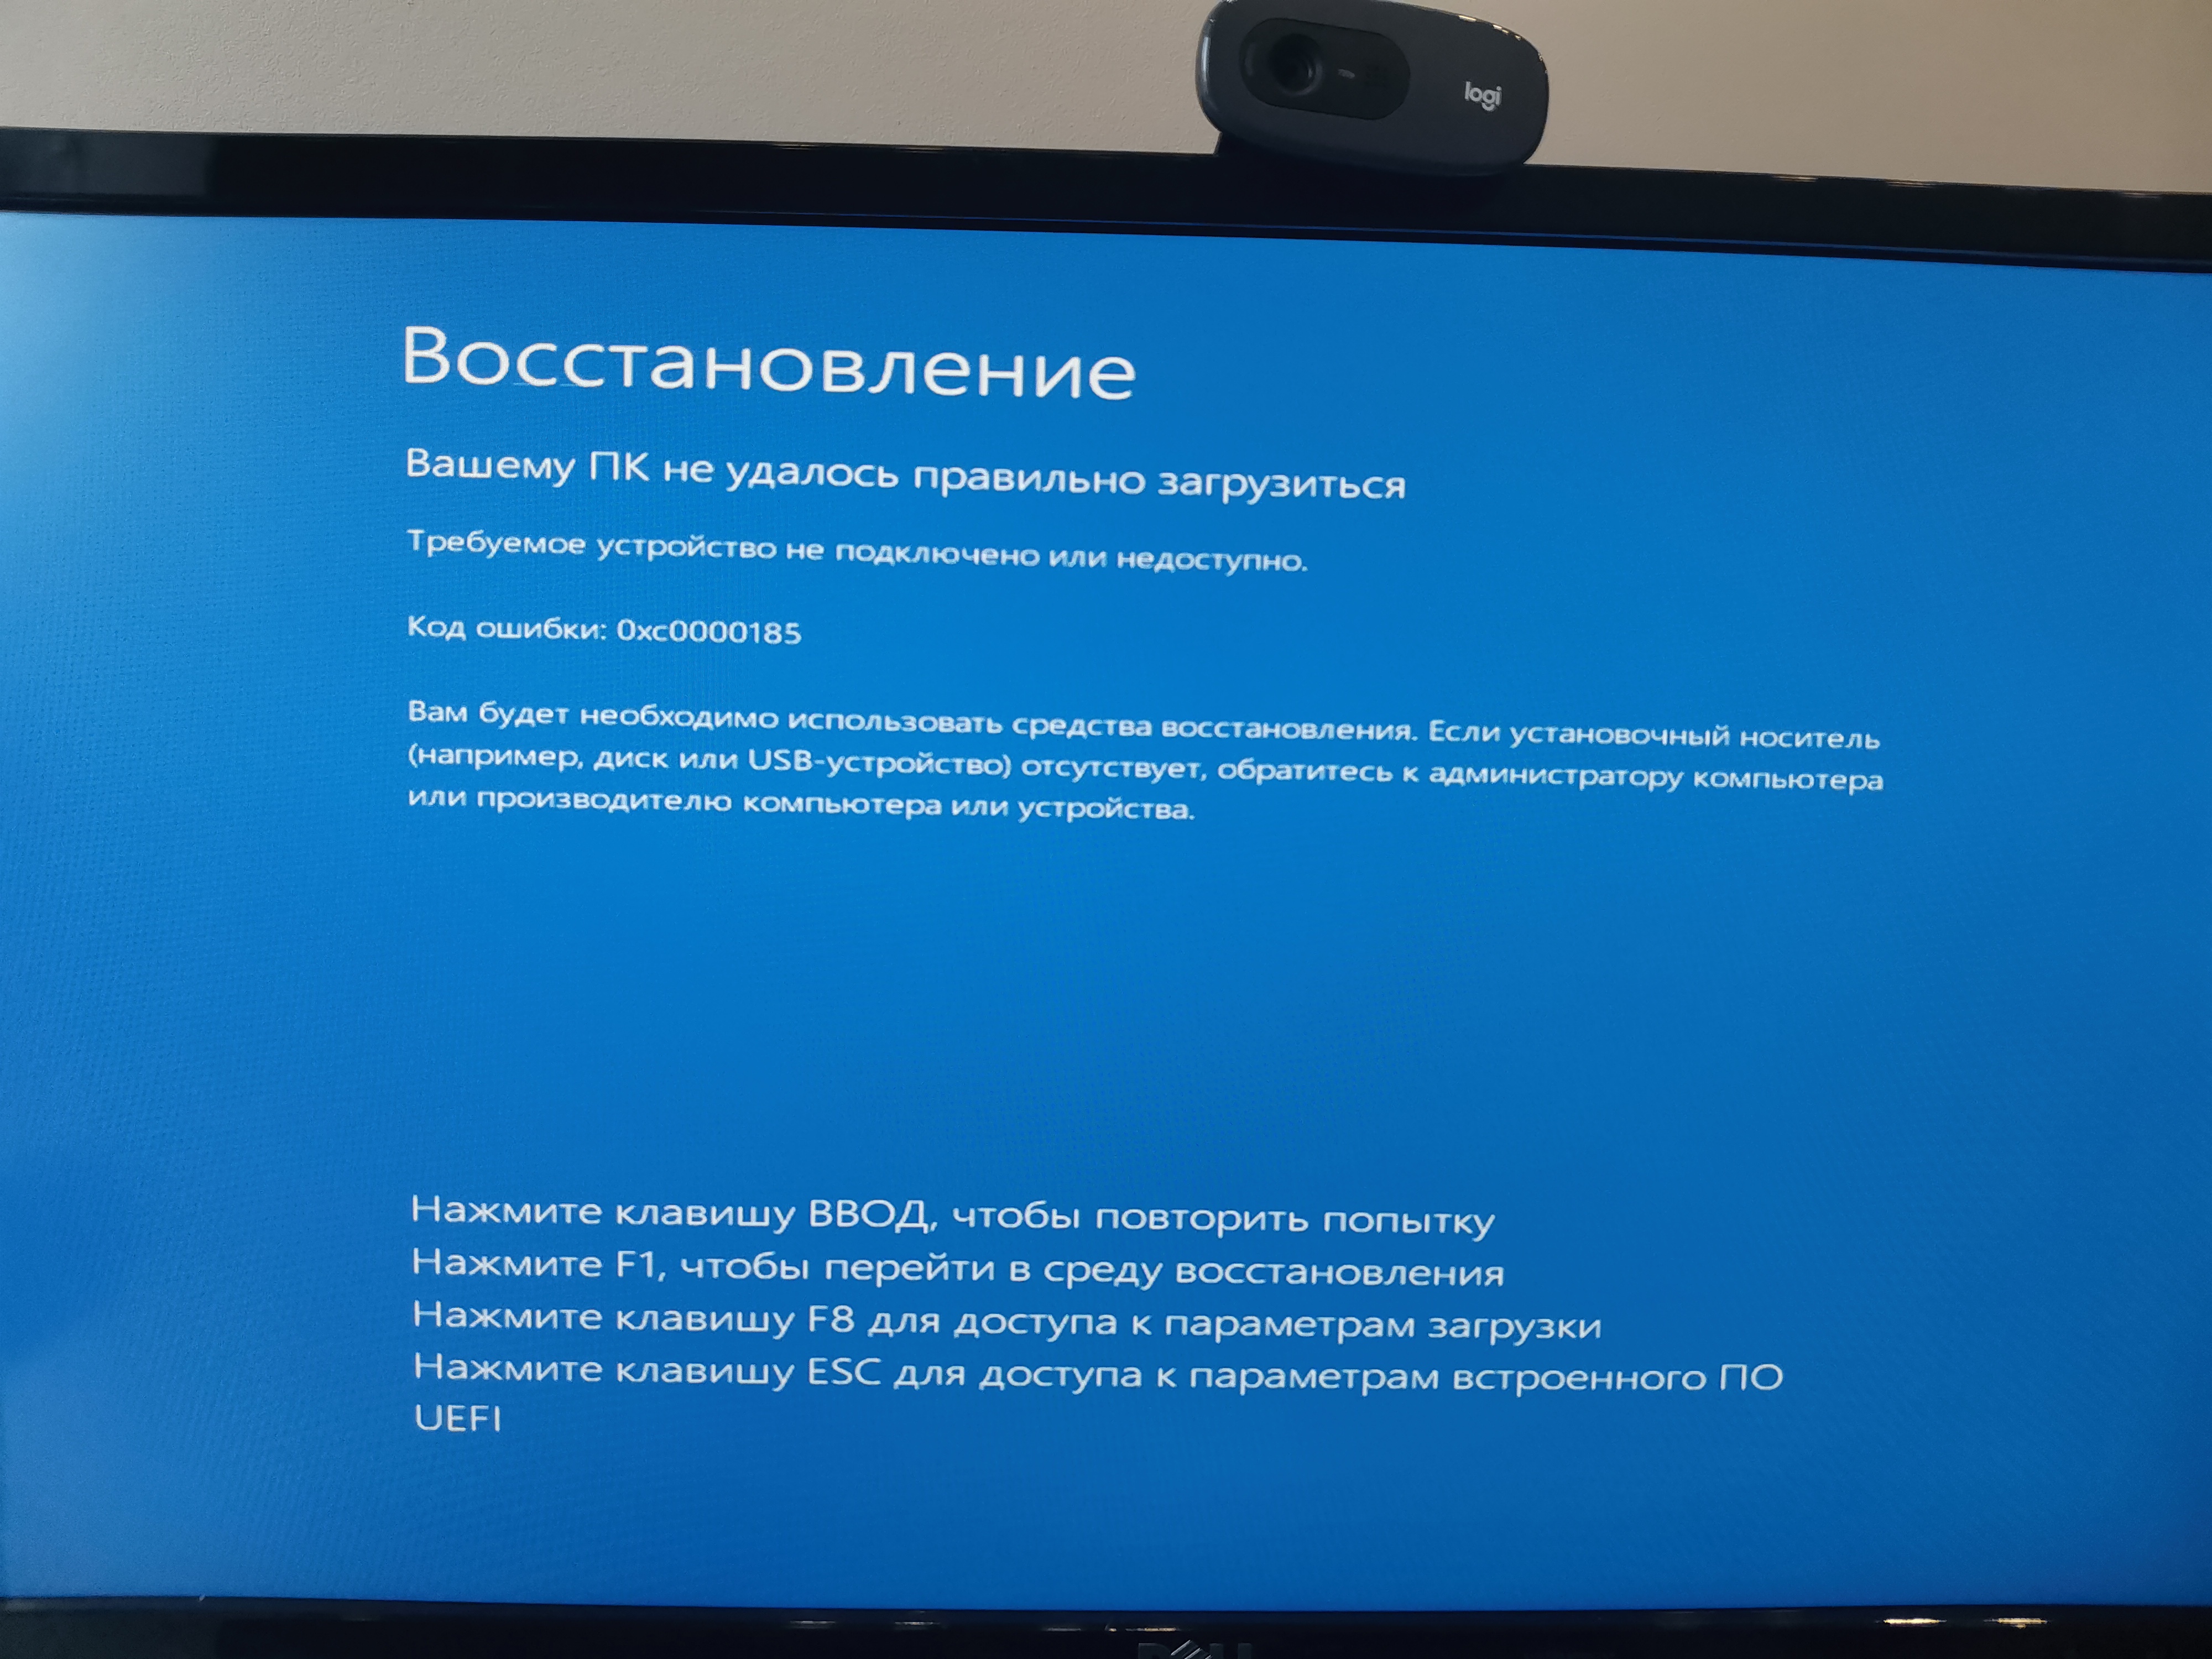 logi
Восстановление
Вашему ПК не удалось правильно загрузиться
Требуемое устройство не подключено или недоступно.
Код ошибки: 0xc0000185
Вам будет необходимо использовать средства восстановления. Если установочный носитель
(например, диск или USB-устройство) отсутствует, обратитесь к администратору компьютера
или производителю компьютера или устройства.
Нажмите клавишу ВВОД, чтобы повторить попытку
Нажмите F1, чтобы перейти в среду восстановления
Нажмите клавишу F8 для доступа к параметрам загрузки
Нажмите клавишу ESC для доступа к параметрам встроенного ПО
UEFI